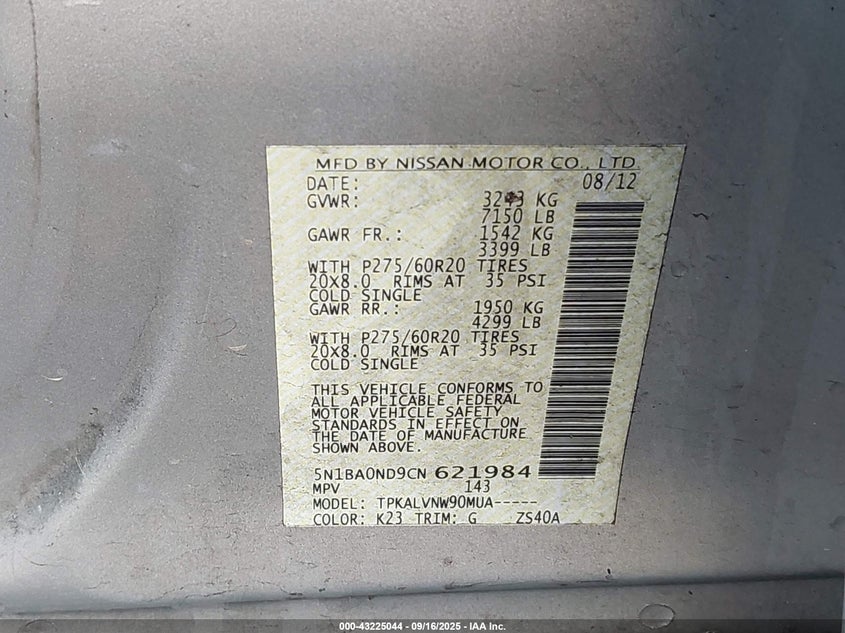 MFD BY NISSAN MOTOR CO., LTD
DATE: 08/12
GVWR: 3243 KG
7150 LB
GAWR FR.: 1542 KG
3399 LB
WITH P275/60R20 TIRES
20X8.0 RIMS AT 35 PSI
COLD SINGLE
GAWR RR.: 1950 KG
4299 LB
WITH P275/60R20 TIRES
20X8.0 RIMS AT 35 PSI
COLD SINGLE
THIS VEHICLE CONFORMS TO
ALL APPLICABLE FEDERAL
MOTOR VEHICLE SAFETY
STANDARDS IN EFFECT ON
THE DATE OF MANUFACTURE
SHOWN ABOVE.
5N1BA0ND9CN 621984
MPV 143
MODEL: TPKALVNW90MUA-----
COLOR: K23 TRIM: G ZS40A
000-43225044 - 09/16/2025 - IAA Inc.